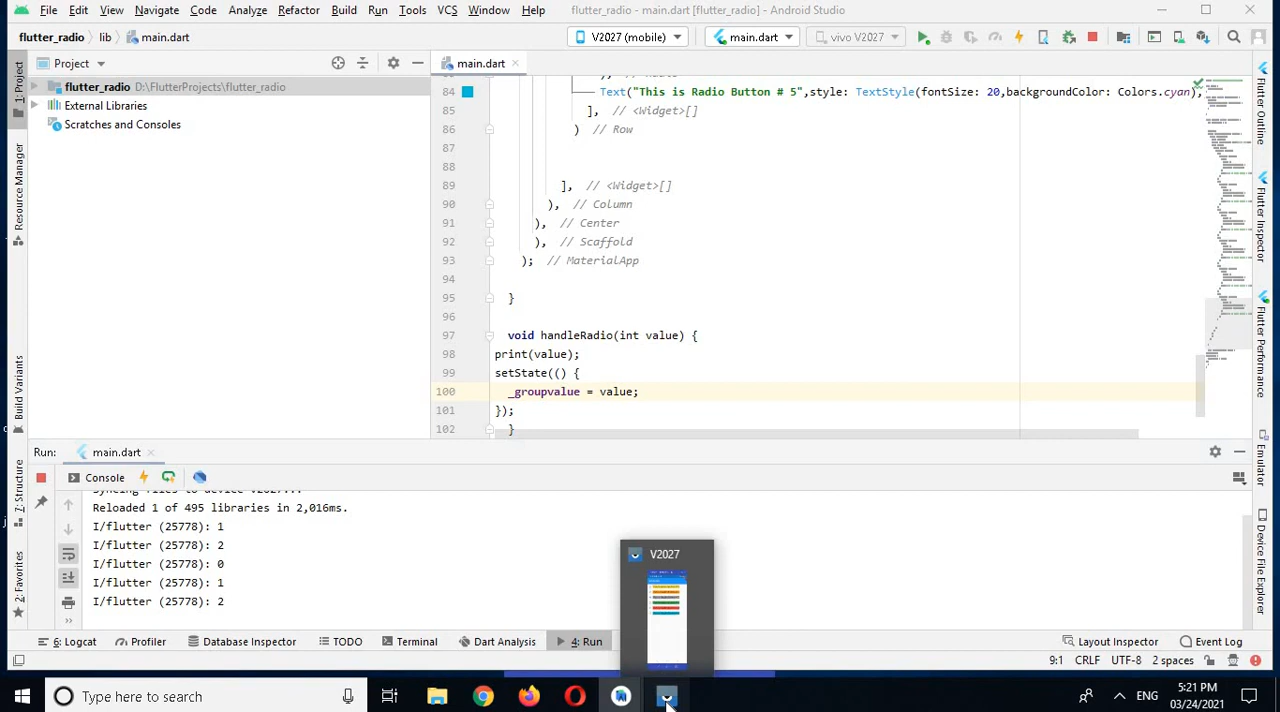 File Edit View Navigate Code Analyze Refactor Build Run Tools VCS Window Help flutter_radio - main.dart [flutter_radio] - Android Studio
flutter_radio lib main.dart V2027 (mobile) main.dart vivo V2027
1: Project
Resource Manager
Build Variants
7: Structure
2: Favorites
Project
flutter_radio D:\FlutterProjects\flutter_radio
External Libraries
Scratches and Consoles
main.dart
84 Text("This is Radio Button # 5",style: TextStyle(fontSize: 20,backgroundColor: Colors.cyan),
85 ], // <Widget>[]
86 ) // Row
87
88
89 ], // <Widget>[]
90 ), // Column
91 ), // Center
92 ), // Scaffold
93 ); // MaterialApp
94
95 }
96
97 void handleRadio(int value) {
98 print(value);
99 setState(() {
100 _groupvalue = value;
101 });
102 }
Flutter Outline
Flutter Inspector
Flutter Performance
Emulator
Device File Explorer
Run: main.dart
Console
Syncing files to device V2027...
Reloaded 1 of 495 libraries in 2,016ms.
I/flutter (25778): 1
I/flutter (25778): 2
I/flutter (25778): 0
I/flutter (25778): 1
I/flutter (25778): 2
V2027
6: Logcat Profiler Database Inspector TODO Terminal Dart Analysis 4: Run Layout Inspector Event Log
9:1 CRLF UTF-8 2 spaces
Type here to search
ENG
5:21 PM
03/24/2021